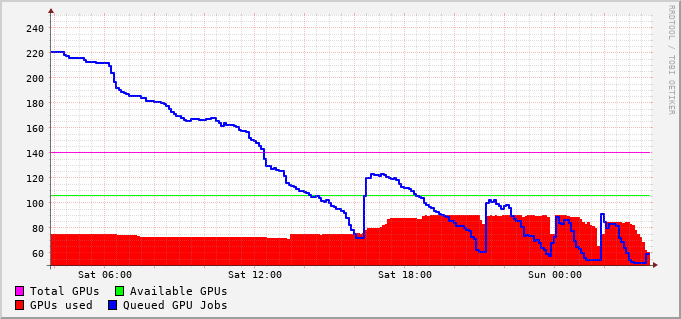 240
220
200
180
160
140
120
100
80
60
Sat 06:00 Sat 12:00 Sat 18:00 Sun 00:00
Total GPUs Available GPUs
GPUs used Queued GPU Jobs
RRDTOOL / TOBI OETIKER